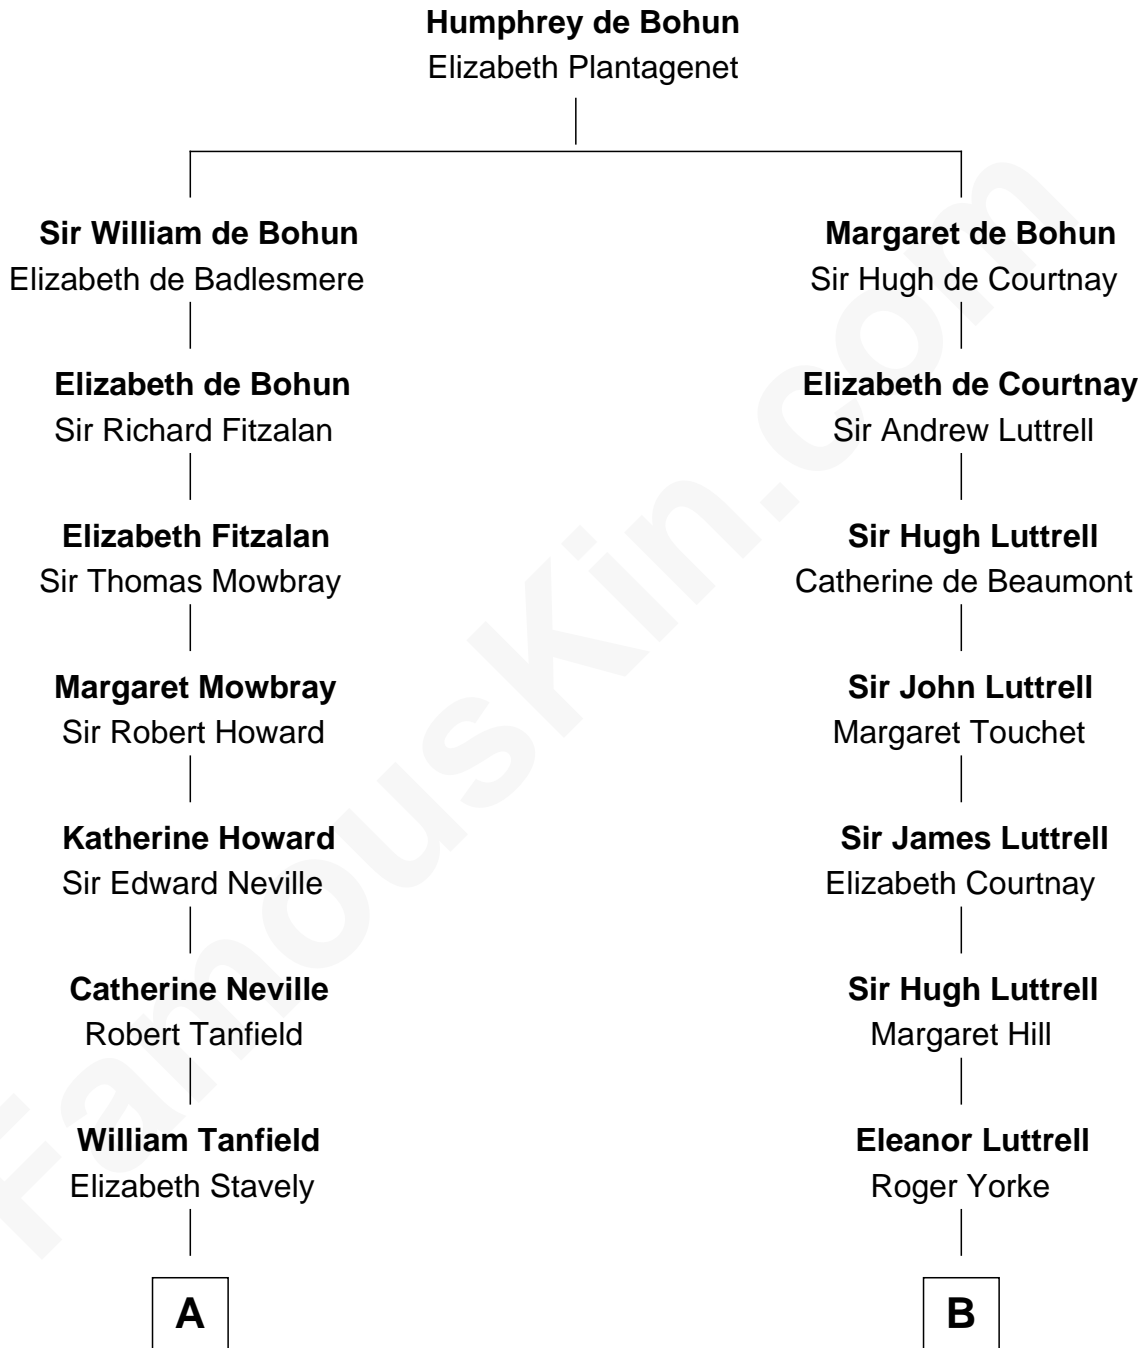 Humphrey de Bohun
Elizabeth Plantagenet
Sir William de Bohun
Elizabeth de Badlesmere
Margaret de Bohun
Sir Hugh de Courtnay
Elizabeth de Bohun
Sir Richard Fitzalan
Elizabeth de Courtnay
Sir Andrew Luttrell
Elizabeth Fitzalan
Sir Thomas Mowbray
Sir Hugh Luttrell
Catherine de Beaumont
Margaret Mowbray
Sir Robert Howard
Sir John Luttrell
Margaret Touchet
Katherine Howard
Sir Edward Neville
Sir James Luttrell
Elizabeth Courtnay
Catherine Neville
Robert Tanfield
Sir Hugh Luttrell
Margaret Hill
William Tanfield
Elizabeth Stavely
Eleanor Luttrell
Roger Yorke
A
B
FamousKin.com